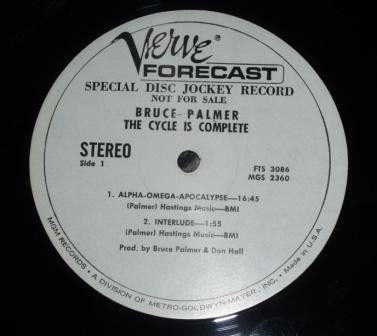 Verve®
FORECAST
SPECIAL DISC JOCKEY RECORD
NOT FOR SALE
BRUCE PALMER
THE CYCLE IS COMPLETE
STEREO
Side 1
FTS 3086
MGS 2360
1. ALPHA-OMEGA-APOCALYPSE—16:45
(Palmer) Hastings Music—BMI
2. INTERLUDE—1:55
(Palmer) Hastings Music—BMI
Prod. by Bruce Palmer & Don Hall
MGM RECORDS • A DIVISION OF METRO-GOLDWYN-MAYER, INC. • Made in U.S.A.